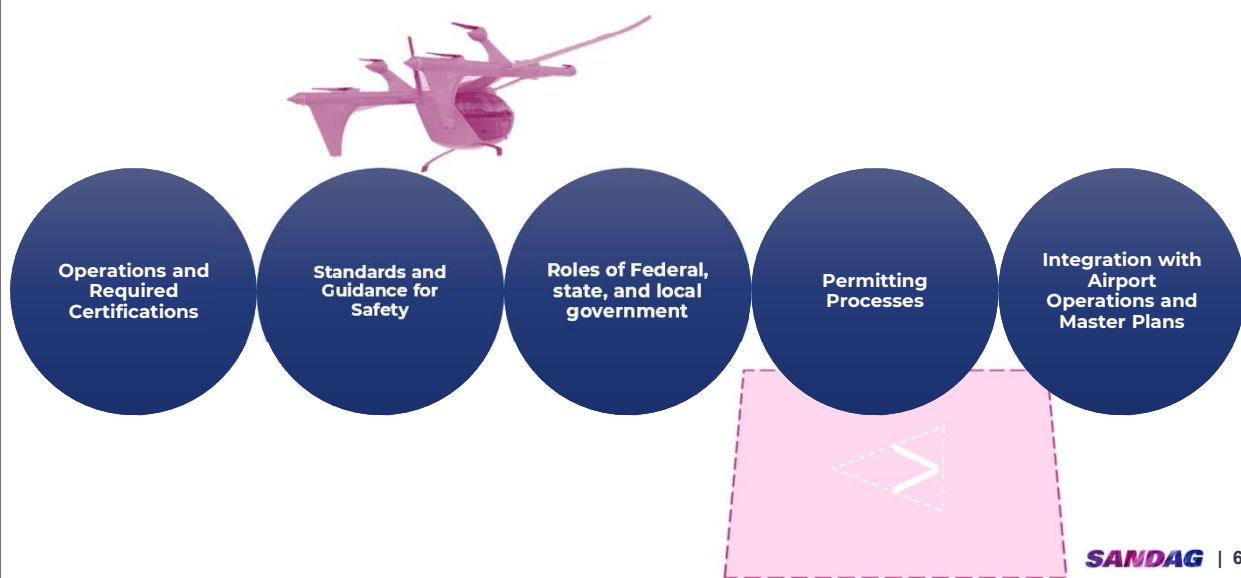 Operations and
Required
Certifications
Standards and
Guidance for
Safety
Roles of Federal,
state, and local
government
Permitting
Processes
Integration with
Airport
Operations and
Master Plans
V
SANDAG | 6